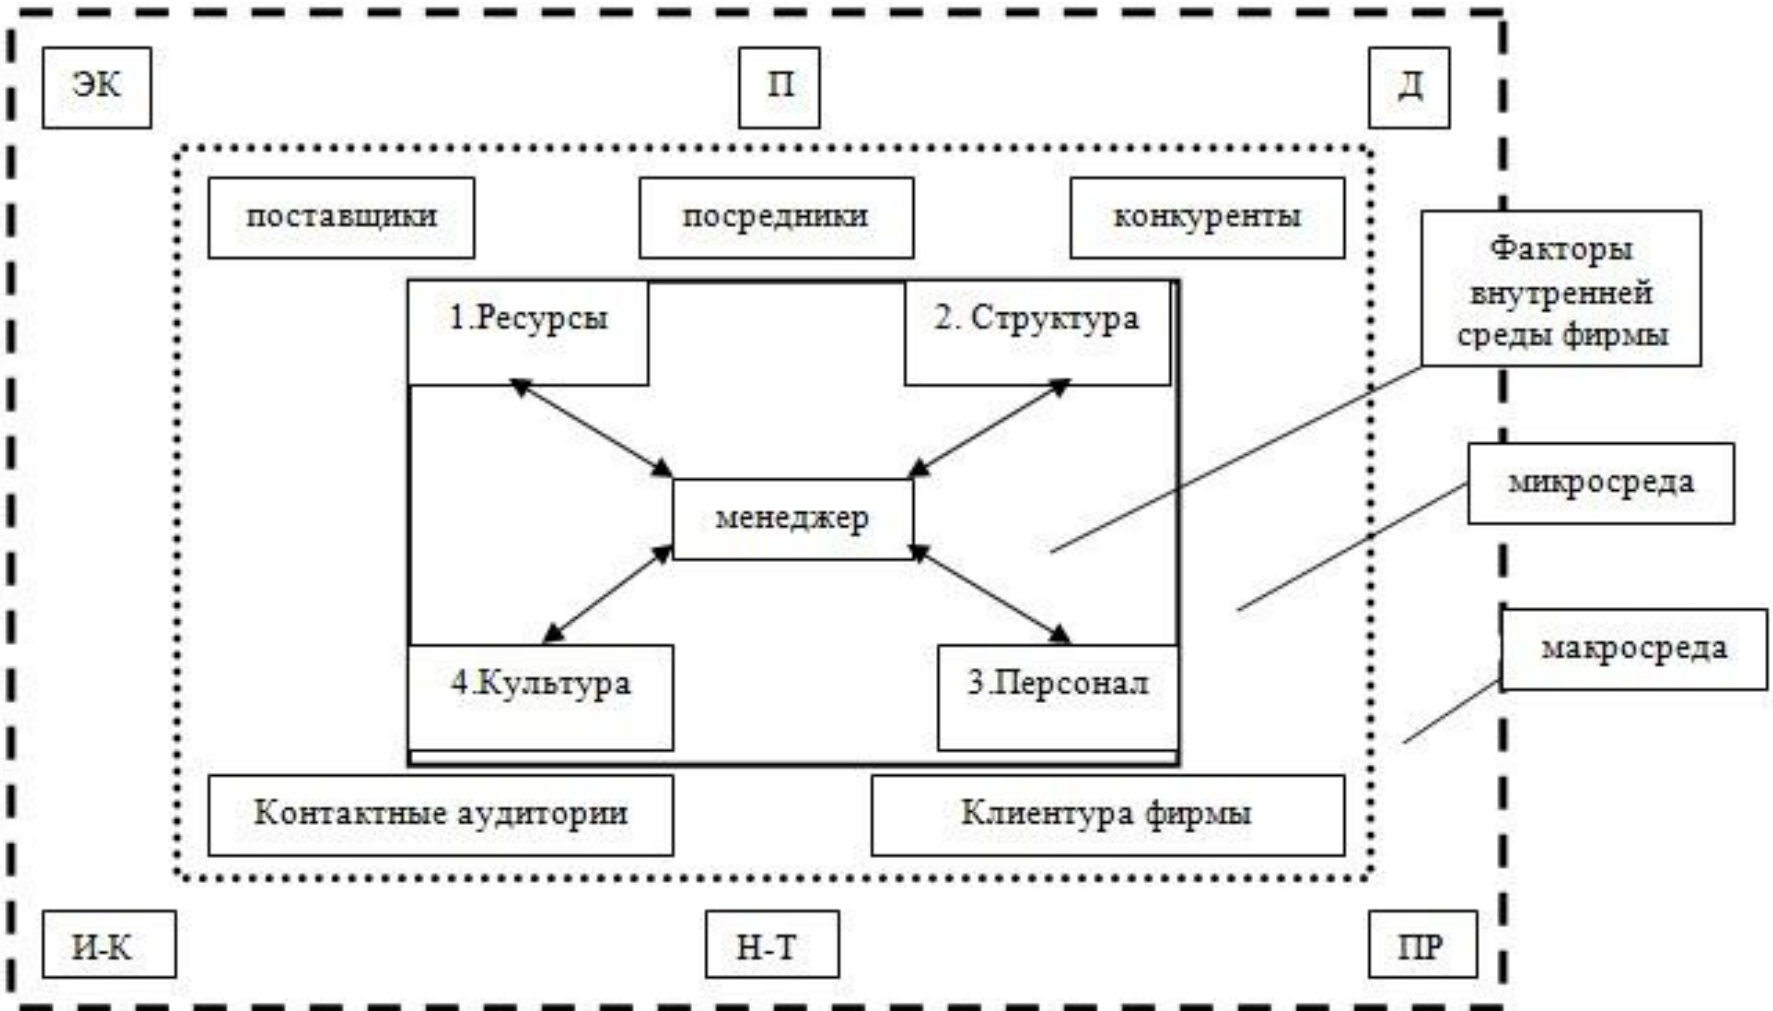 ЭК
П
Д
поставщики
посредники
конкуренты
Факторы
внутренней
среды фирмы
1.Ресурсы
2. Структура
микросреда
менеджер
макросреда
4.Культура
3.Персонал
Контактные аудитории
Клиентура фирмы
И-К
Н-Т
ПР